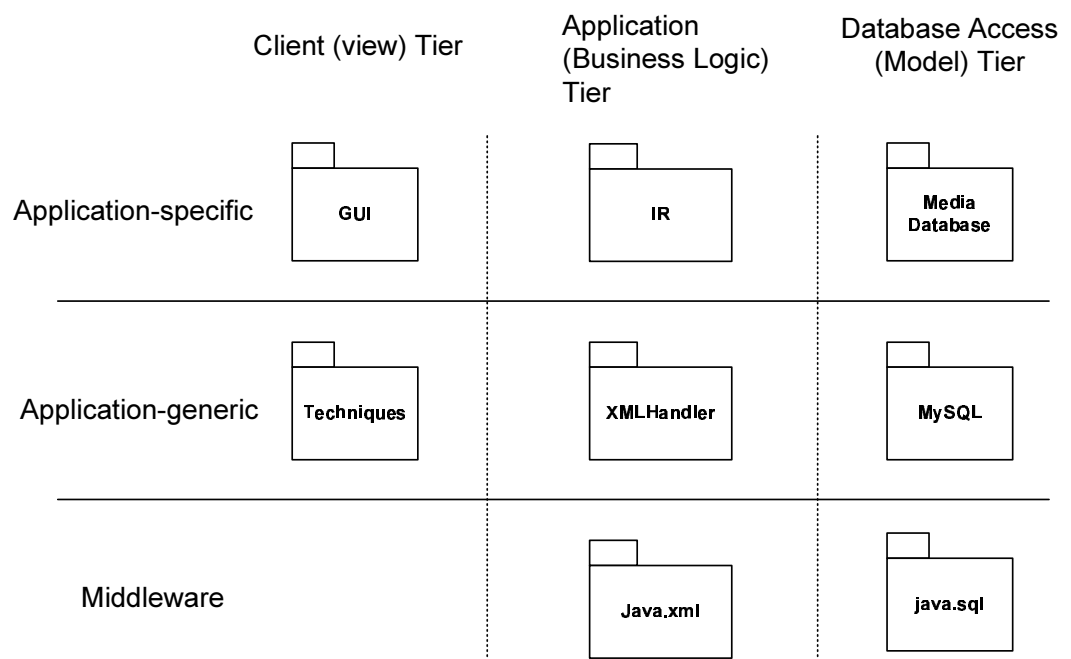 Client (view) Tier
Application
(Business Logic)
Tier
Database Access
(Model) Tier
Application-specific
GUI
IR
Media
Database
Application-generic
Techniques
XMLHandler
MySQL
Middleware
Java.xml
java.sql